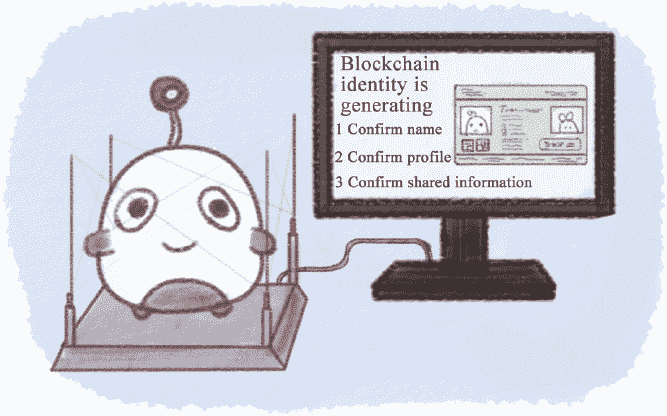 Blockchain
identity is
generating
1 Confirm name
2 Confirm profile
3 Confirm shared information